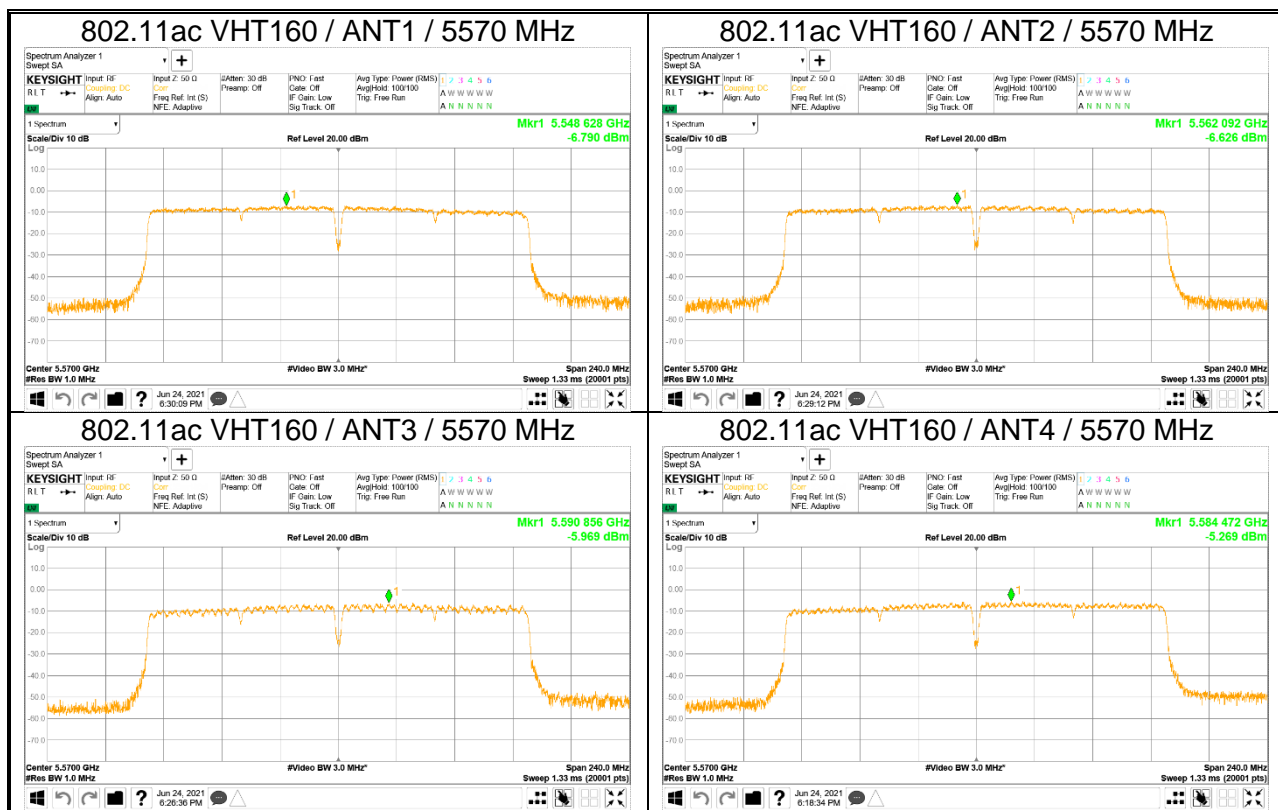 802.11ac VHT160 / ANT1 / 5570 MHz
Spectrum Analyzer 1
Swept SA
+
KEYSIGHT Input: RF Input Z: 50 Ω #Atten: 30 dB PNO: Fast Avg Type: Power (RMS) 1 2 3 4 5 6
R L T Coupling: DC Corr Preamp: Off Gate: Off Avg|Hold: 100/100 A W W W W W
Align: Auto Freq Ref: Int (S) IF Gain: Low Trig: Free Run
NFE: Adaptive Sig Track: Off A N N N N N
1 Spectrum Mkr1 5.548 628 GHz
Scale/Div 10 dB Ref Level 20.00 dBm -6.790 dBm
Log
10.0
0.00
1
-10.0
-20.0
-30.0
-40.0
-50.0
-60.0
-70.0
Center 5.5700 GHz #Video BW 3.0 MHz* Span 240.0 MHz
#Res BW 1.0 MHz Sweep 1.33 ms (20001 pts)
? Jun 24, 2021
6:30:09 PM
802.11ac VHT160 / ANT2 / 5570 MHz
Spectrum Analyzer 1
Swept SA
+
KEYSIGHT Input: RF Input Z: 50 Ω #Atten: 30 dB PNO: Fast Avg Type: Power (RMS) 1 2 3 4 5 6
R L T Coupling: DC Corr Preamp: Off Gate: Off Avg|Hold: 100/100 A W W W W W
Align: Auto Freq Ref: Int (S) IF Gain: Low Trig: Free Run
NFE: Adaptive Sig Track: Off A N N N N N
1 Spectrum Mkr1 5.562 092 GHz
Scale/Div 10 dB Ref Level 20.00 dBm -6.626 dBm
Log
10.0
0.00
1
-10.0
-20.0
-30.0
-40.0
-50.0
-60.0
-70.0
Center 5.5700 GHz #Video BW 3.0 MHz* Span 240.0 MHz
#Res BW 1.0 MHz Sweep 1.33 ms (20001 pts)
? Jun 24, 2021
6:29:12 PM
802.11ac VHT160 / ANT3 / 5570 MHz
Spectrum Analyzer 1
Swept SA
+
KEYSIGHT Input: RF Input Z: 50 Ω #Atten: 30 dB PNO: Fast Avg Type: Power (RMS) 1 2 3 4 5 6
R L T Coupling: DC Corr Preamp: Off Gate: Off Avg|Hold: 100/100 A W W W W W
Align: Auto Freq Ref: Int (S) IF Gain: Low Trig: Free Run
NFE: Adaptive Sig Track: Off A N N N N N
1 Spectrum Mkr1 5.590 856 GHz
Scale/Div 10 dB Ref Level 20.00 dBm -5.969 dBm
Log
10.0
0.00
1
-10.0
-20.0
-30.0
-40.0
-50.0
-60.0
-70.0
Center 5.5700 GHz #Video BW 3.0 MHz* Span 240.0 MHz
#Res BW 1.0 MHz Sweep 1.33 ms (20001 pts)
? Jun 24, 2021
6:26:36 PM
802.11ac VHT160 / ANT4 / 5570 MHz
Spectrum Analyzer 1
Swept SA
+
KEYSIGHT Input: RF Input Z: 50 Ω #Atten: 30 dB PNO: Fast Avg Type: Power (RMS) 1 2 3 4 5 6
R L T Coupling: DC Corr Preamp: Off Gate: Off Avg|Hold: 100/100 A W W W W W
Align: Auto Freq Ref: Int (S) IF Gain: Low Trig: Free Run
NFE: Adaptive Sig Track: Off A N N N N N
1 Spectrum Mkr1 5.584 472 GHz
Scale/Div 10 dB Ref Level 20.00 dBm -5.269 dBm
Log
10.0
0.00
1
-10.0
-20.0
-30.0
-40.0
-50.0
-60.0
-70.0
Center 5.5700 GHz #Video BW 3.0 MHz* Span 240.0 MHz
#Res BW 1.0 MHz Sweep 1.33 ms (20001 pts)
? Jun 24, 2021
6:18:34 PM